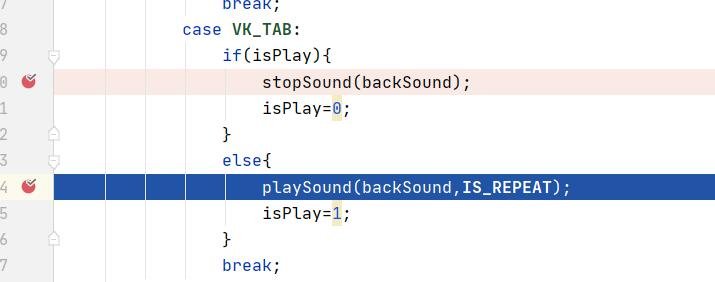 7 break;
8 case VK_TAB:
9 if(isPlay){
0 stopSound(backSound);
1 isPlay=0;
2 }
3 else{
4 playSound(backSound,IS_REPEAT);
5 isPlay=1;
6 }
7 break;